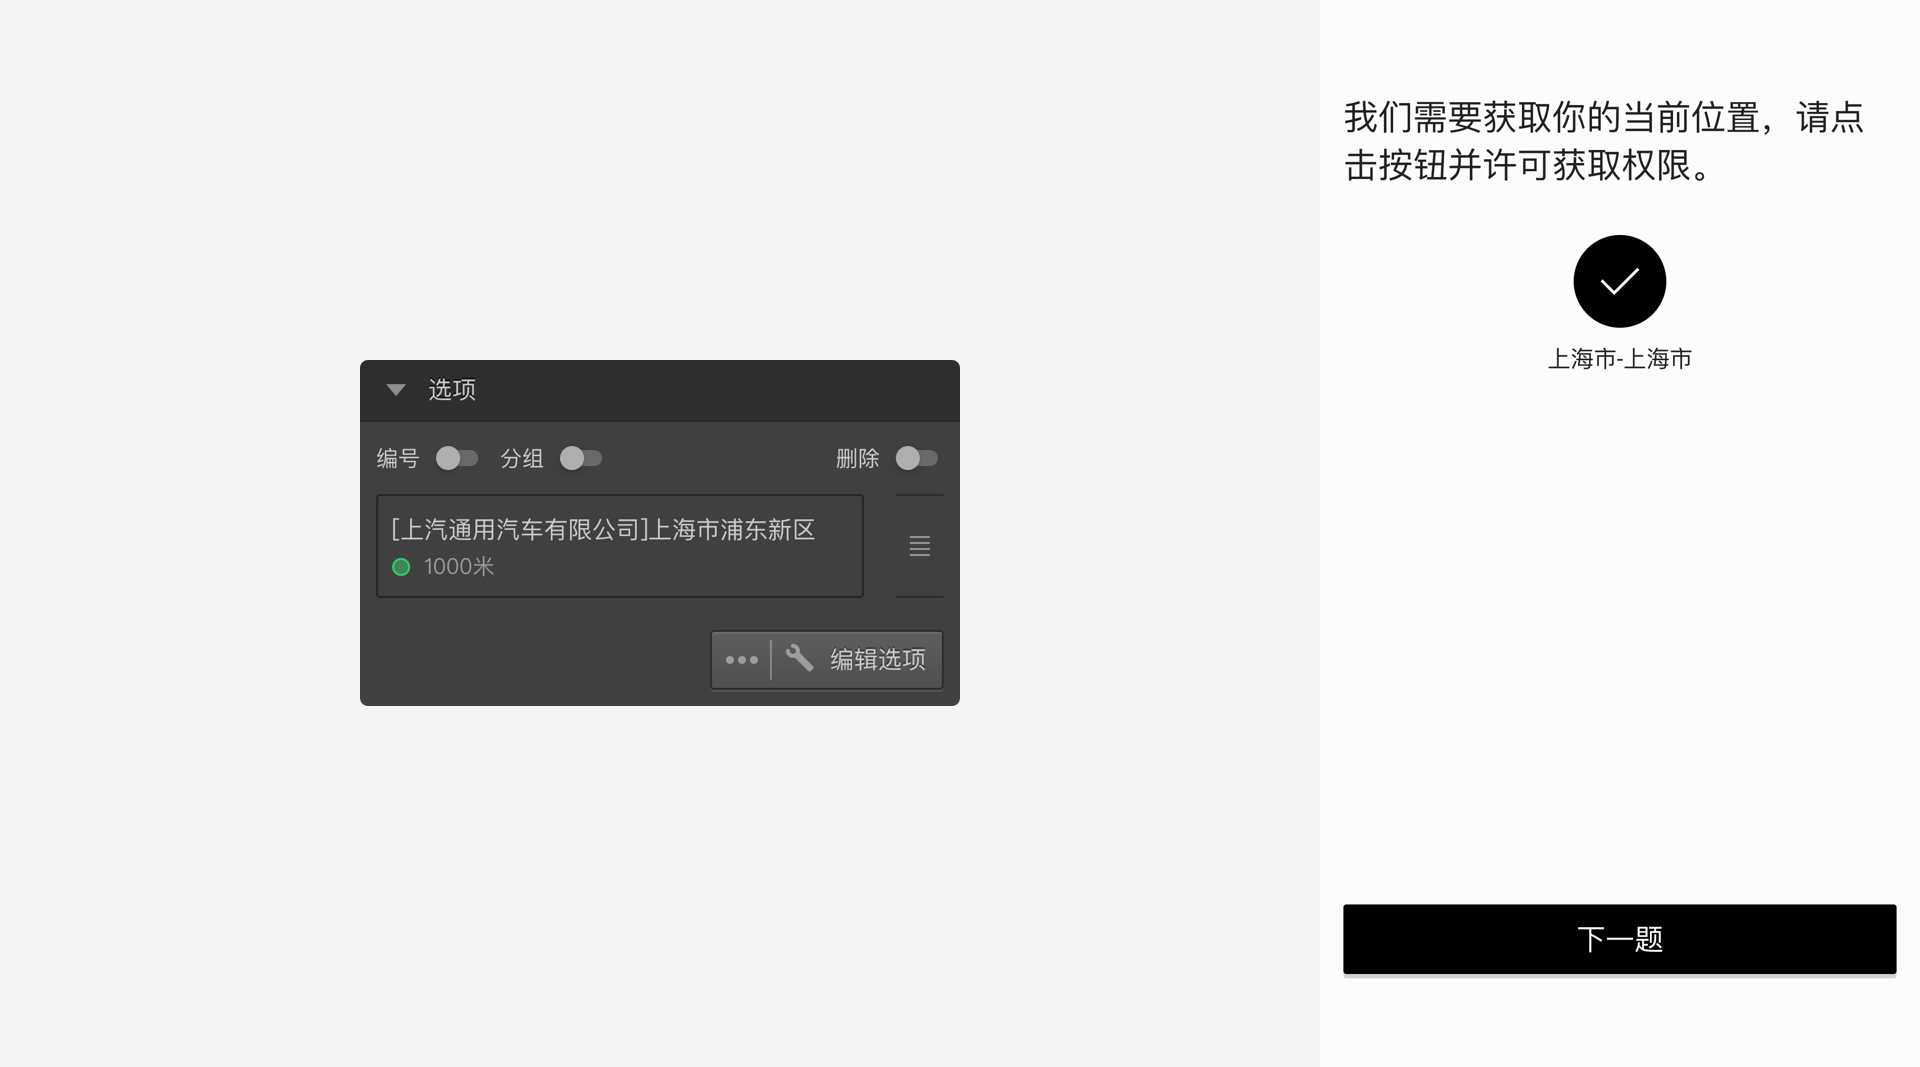 选项
编号
分组
删除
[上汽通用汽车有限公司]上海市浦东新区
1000米
编辑选项
我们需要获取你的当前位置，请点
击按钮并许可获取权限。
上海市-上海市
下一题